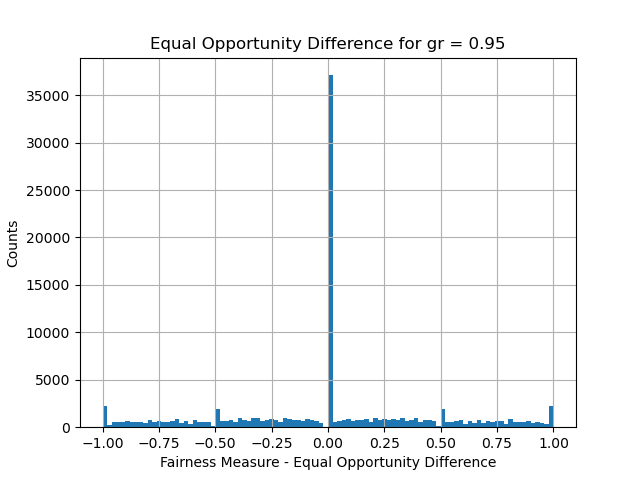 Equal Opportunity Difference for gr = 0.95
Counts
35000
30000
25000
20000
15000
10000
5000
0
−1.00 −0.75 −0.50 −0.25 0.00 0.25 0.50 0.75 1.00
Fairness Measure - Equal Opportunity Difference